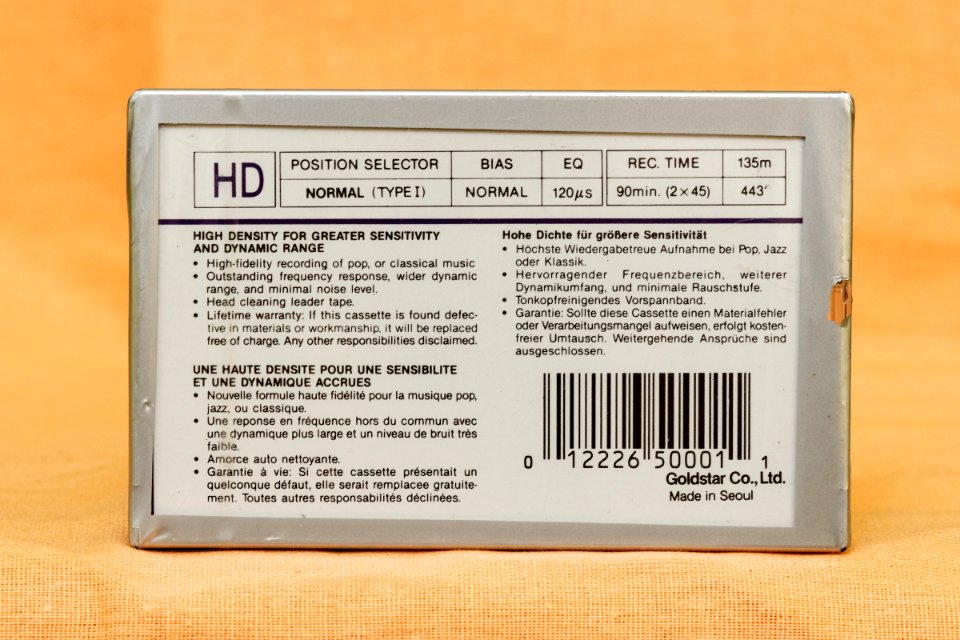 HD
POSITION SELECTOR BIAS EQ REC. TIME 135m
NORMAL (TYPE I) NORMAL 120µs 90min. (2×45) 443′
HIGH DENSITY FOR GREATER SENSITIVITY
AND DYNAMIC RANGE
• High-fidelity recording of pop, or classical music
• Outstanding frequency response, wider dynamic
range, and minimal noise level.
• Head cleaning leader tape.
• Lifetime warranty: If this cassette is found defec-
tive in materials or workmanship, it will be replaced
free of charge. Any other responsibilities disclaimed.
UNE HAUTE DENSITE POUR UNE SENSIBILITE
ET UNE DYNAMIQUE ACCRUES
• Nouvelle formule haute fidélité pour la musique pop,
jazz, ou classique.
• Une reponse en fréquence hors du commun avec
une dynamique plus large et un niveau de bruit très
faible.
• Amorce auto nettoyante.
• Garantie à vie: Si cette cassette présentait un
quelconque défaut, elle serait remplacee gratuite-
ment. Toutes autres responsabilités déclinées.
Hohe Dichte für größere Sensitivität
• Höchste Wiedergabetreue Aufnahme bei Pop, Jazz
oder Klassik.
• Hervorragender Frequenzbereich, weiterer
Dynamikumfang, und minimale Rauschstufe.
• Tonkopfreinigendes Vorspannband.
• Garantie: Sollte diese Cassette einen Materialfehler
oder Verarbeitungsmangel aufweisen, erfolgt kosten-
freier Umtausch. Weitergehende Ansprüche sind
ausgeschlossen.
0 12226 50001 1
Goldstar Co., Ltd.
Made in Seoul